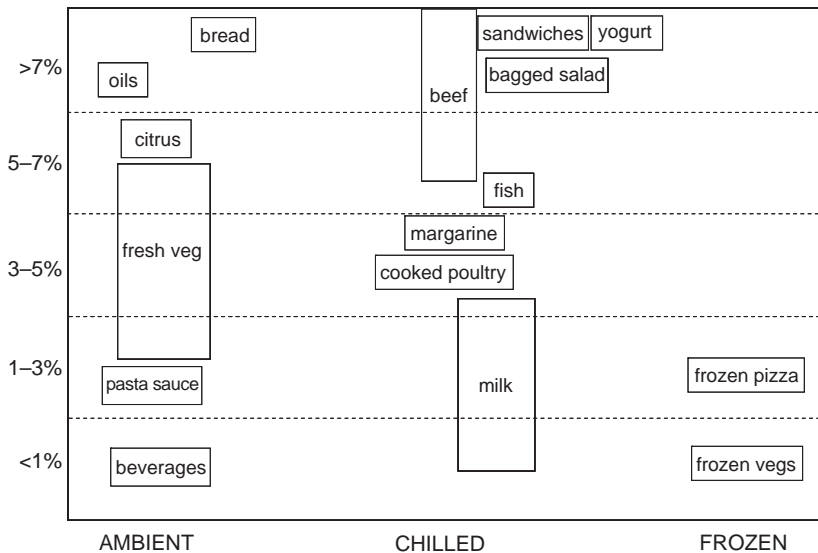 bread
sandwiches
yogurt
>7%
oils
beef
bagged salad
citrus
5–7%
fish
fresh veg
margarine
3–5%
cooked poultry
1–3%
pasta sauce
milk
frozen pizza
<1%
beverages
frozen vegs
AMBIENT
CHILLED
FROZEN